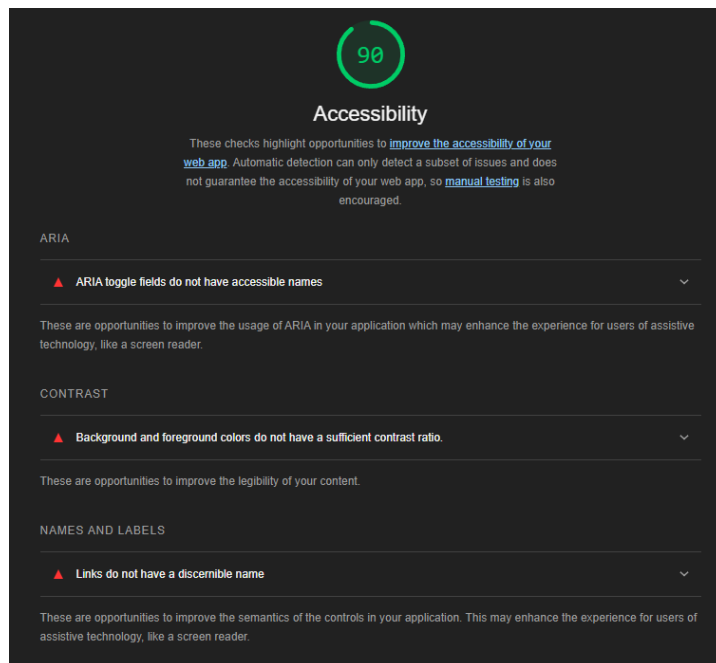 90
Accessibility
These checks highlight opportunities to improve the accessibility of your
web app. Automatic detection can only detect a subset of issues and does
not guarantee the accessibility of your web app, so manual testing is also
encouraged.
ARIA
ARIA toggle fields do not have accessible names
These are opportunities to improve the usage of ARIA in your application which may enhance the experience for users of assistive
technology, like a screen reader.
CONTRAST
Background and foreground colors do not have a sufficient contrast ratio.
These are opportunities to improve the legibility of your content.
NAMES AND LABELS
Links do not have a discernible name
These are opportunities to improve the semantics of the controls in your application. This may enhance the experience for users of
assistive technology, like a screen reader.